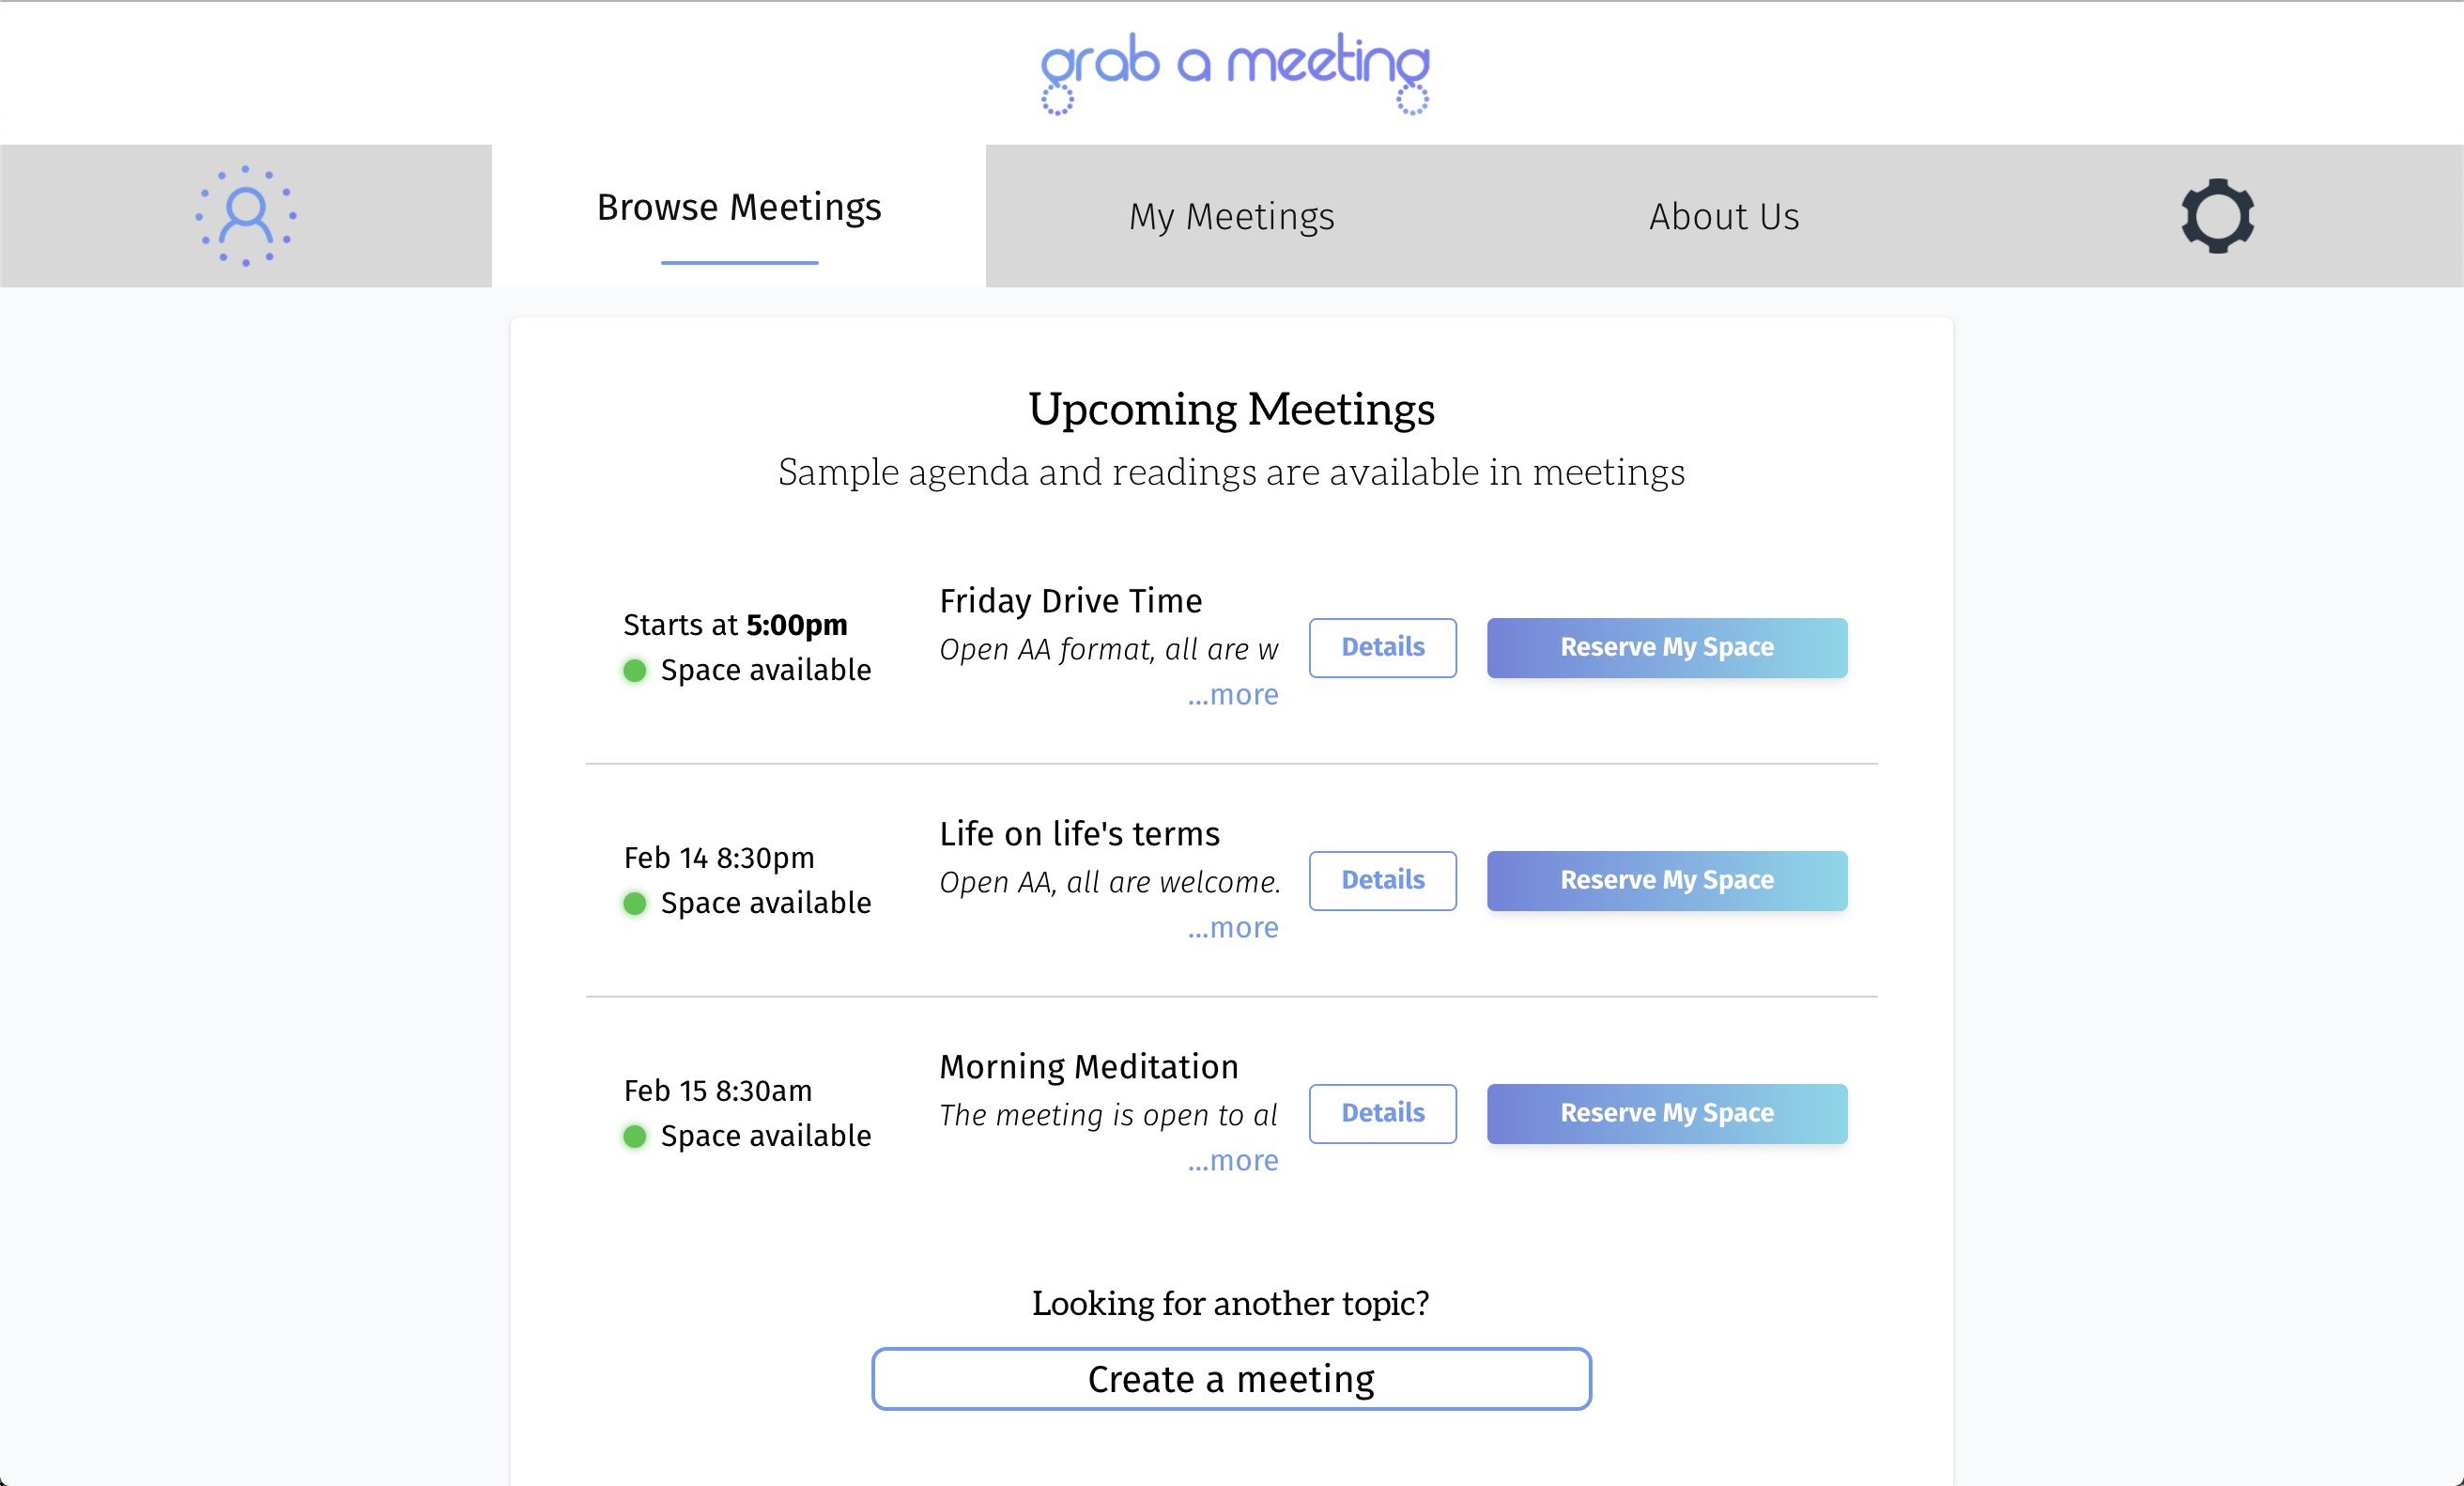 grab a meeting
Browse Meetings
My Meetings
About Us
Upcoming Meetings
Sample agenda and readings are available in meetings
Starts at 5:00pm
Space available
Friday Drive Time
Open AA format, all are w
...more
Details
Reserve My Space
Feb 14 8:30pm
Space available
Life on life's terms
Open AA, all are welcome.
...more
Details
Reserve My Space
Feb 15 8:30am
Space available
Morning Meditation
The meeting is open to al
...more
Details
Reserve My Space
Looking for another topic?
Create a meeting